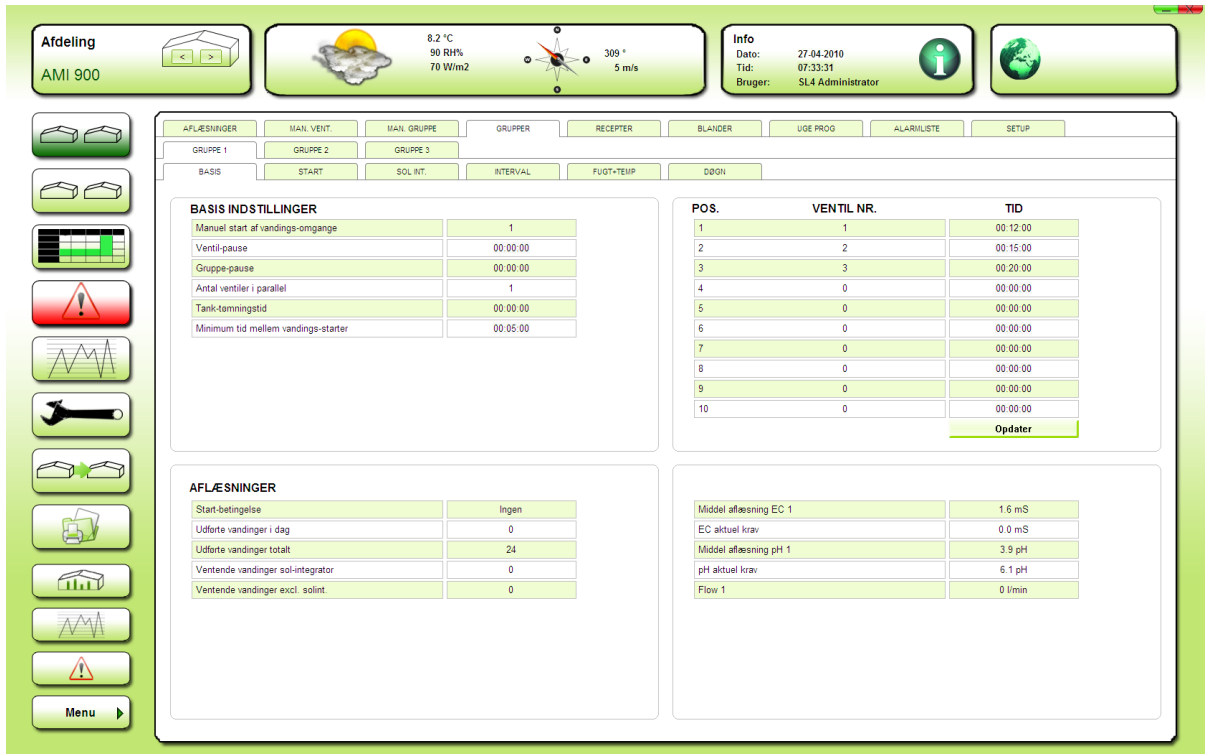 Afdeling
AMI 900
< >
8.2 °C
90 RH%
70 W/m2
309 °
5 m/s
Info
Dato: 27-04-2010
Tid: 07:33:31
Bruger: SL4 Administrator
AFLÆSNINGER MAN. VENT. MAN. GRUPPE GRUPPER RECEPTER BLANDER UGE PROG ALARMLISTE SETUP
GRUPPE 1 GRUPPE 2 GRUPPE 3
BASIS START SOL INT. INTERVAL FUGT+TEMP DØGN
BASIS INDSTILLINGER
Manuel start af vandings-omgange 1
Ventil-pause 00:00:00
Gruppe-pause 00:00:00
Antal ventiler i parallel 1
Tank-tømningstid 00:00:00
Minimum tid mellem vandings-starter 00:05:00
POS. VENTIL NR. TID
1 1 00:12:00
2 2 00:15:00
3 3 00:20:00
4 0 00:00:00
5 0 00:00:00
6 0 00:00:00
7 0 00:00:00
8 0 00:00:00
9 0 00:00:00
10 0 00:00:00
Opdater
AFLÆSNINGER
Start-betingelse Ingen
Udførte vandinger i dag 0
Udførte vandinger totalt 24
Ventende vandinger sol-integrator 0
Ventende vandinger excl. solint. 0
Middel aflæsning EC 1 1.6 mS
EC aktuel krav 0.0 mS
Middel aflæsning pH 1 3.9 pH
pH aktuel krav 6.1 pH
Flow 1 0 l/min
Menu